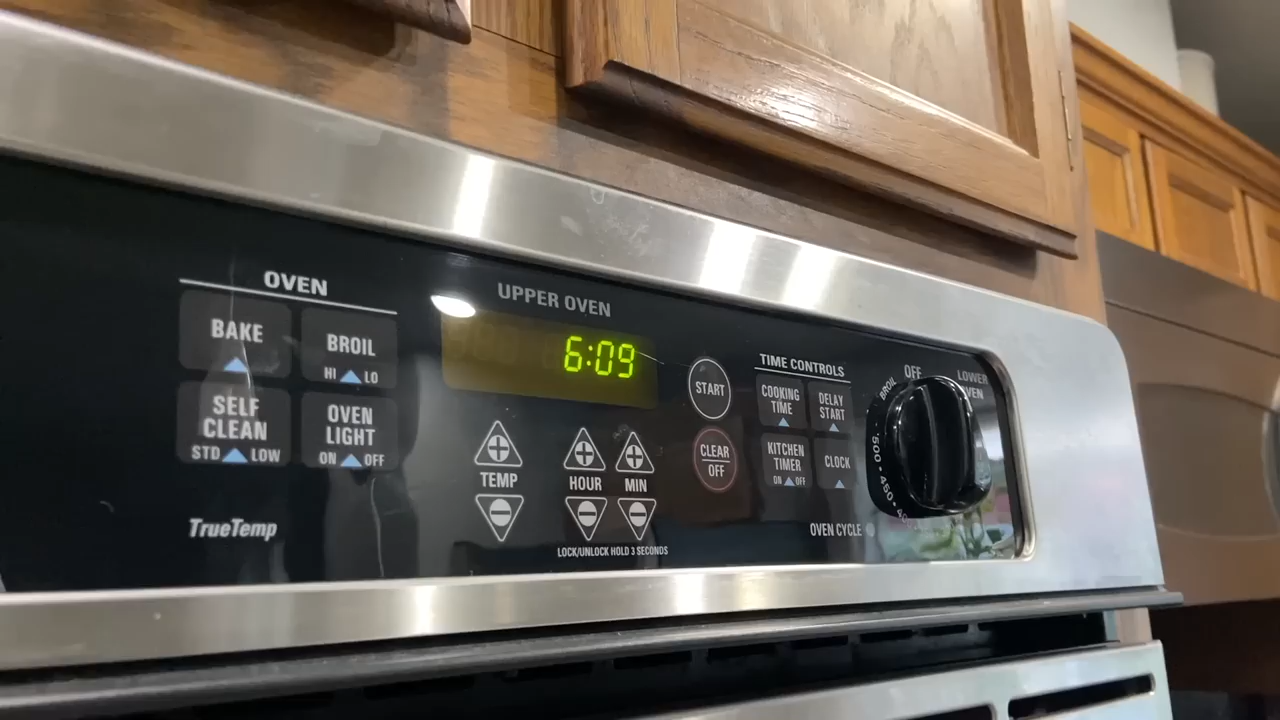 OVEN
BAKE
BROIL
HI LO
SELF
CLEAN
STD LOW
OVEN
LIGHT
ON OFF
TrueTemp
UPPER OVEN
6:09
TEMP
HOUR
MIN
LOCK/UNLOCK HOLD 3 SECONDS
START
CLEAR
OFF
TIME CONTROLS
COOKING
TIME
DELAY
START
KITCHEN
TIMER
ON OFF
CLOCK
OVEN CYCLE
OFF
BROIL
LOWER
OVEN
500
450